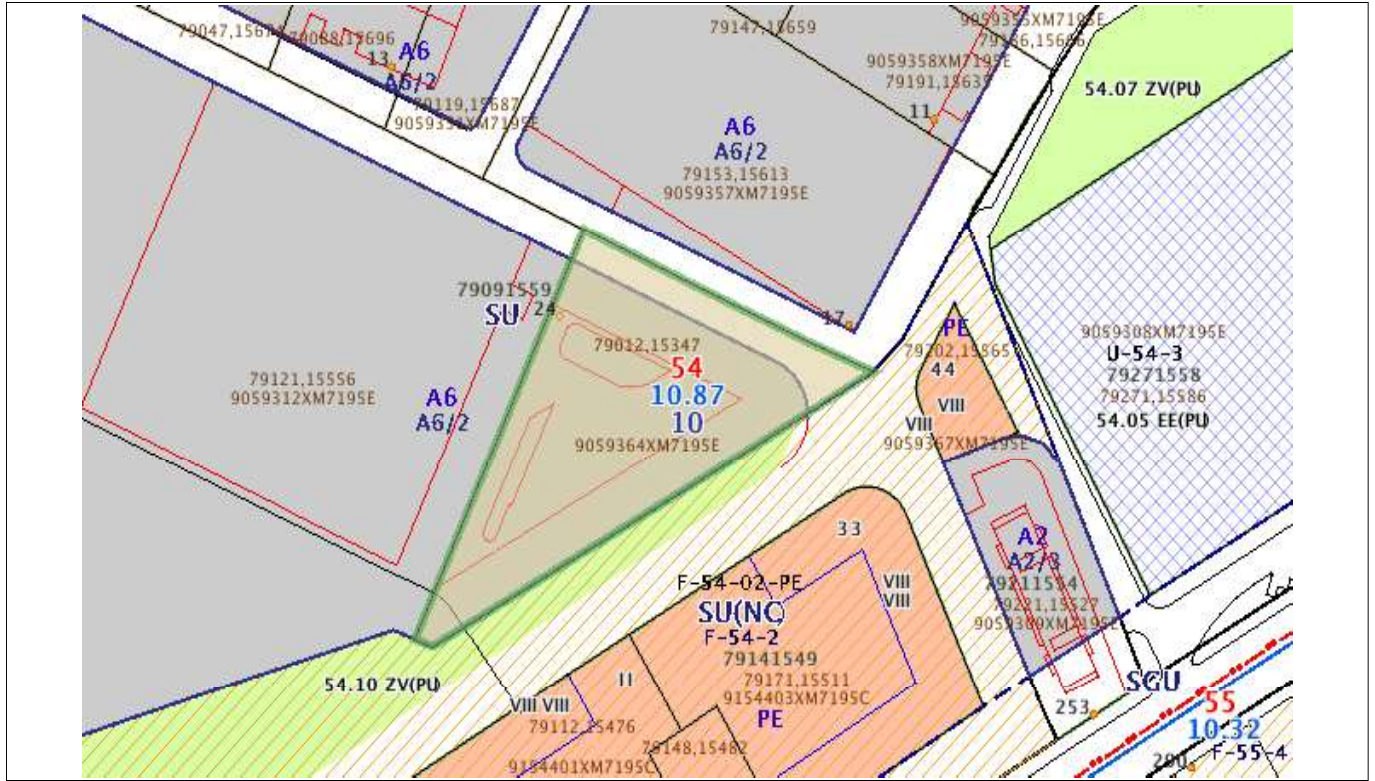 13
A6
A6/2
79147,15659
79119,15687
9059358XM7195E
79191,15635
11
54.07 ZV(PU)
A6
A6/2
79153,15613
9059357XM7195E
79091559
SU
24
17
79012,15347
54
10.87
10
9059364XM7195E
79121,15556
9059312XM7195E
A6
A6/2
PE
79202,15565
44
VIII
VIII
9059367XM7195E
9059308XM7195E
U-54-3
79271558
79271,15586
54.05 EE(PU)
33
VIII
VIII
F-54-02-PE
SU(NC)
F-54-2
79141549
79171,15511
9154403XM7195C
PE
A2
A2/3
79211554
79221,15527
54.10 ZV(PU)
II
VIII VIII
79112,15476
79148,15482
9154401XM7195C
SGU
253
55
10.32
F-55-4